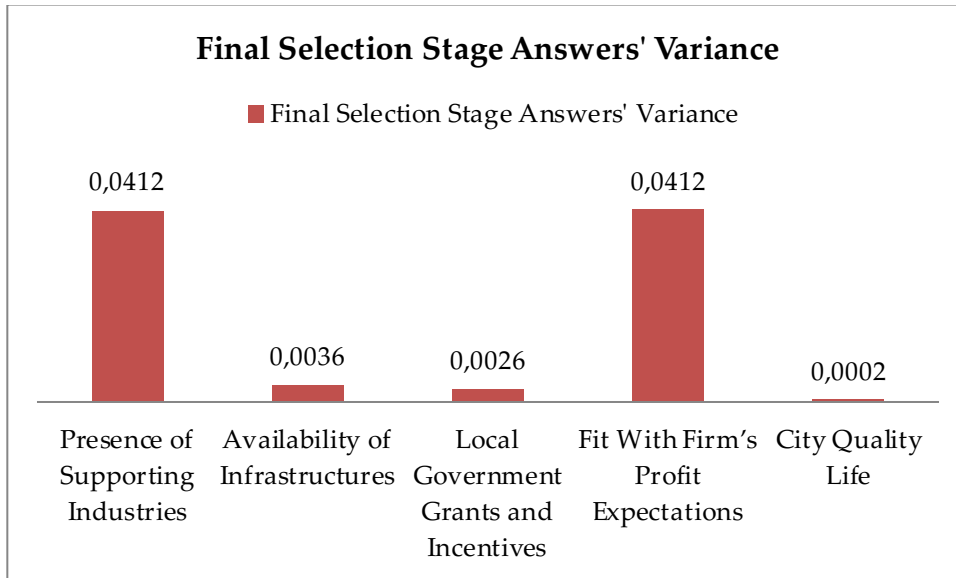 Final Selection Stage Answers' Variance
Final Selection Stage Answers' Variance
0,0412
0,0036
0,0026
0,0412
0,0002
Presence of
Supporting
Industries
Availability of
Infrastructures
Local
Government
Grants and
Incentives
Fit With Firm’s
Profit
Expectations
City Quality
Life